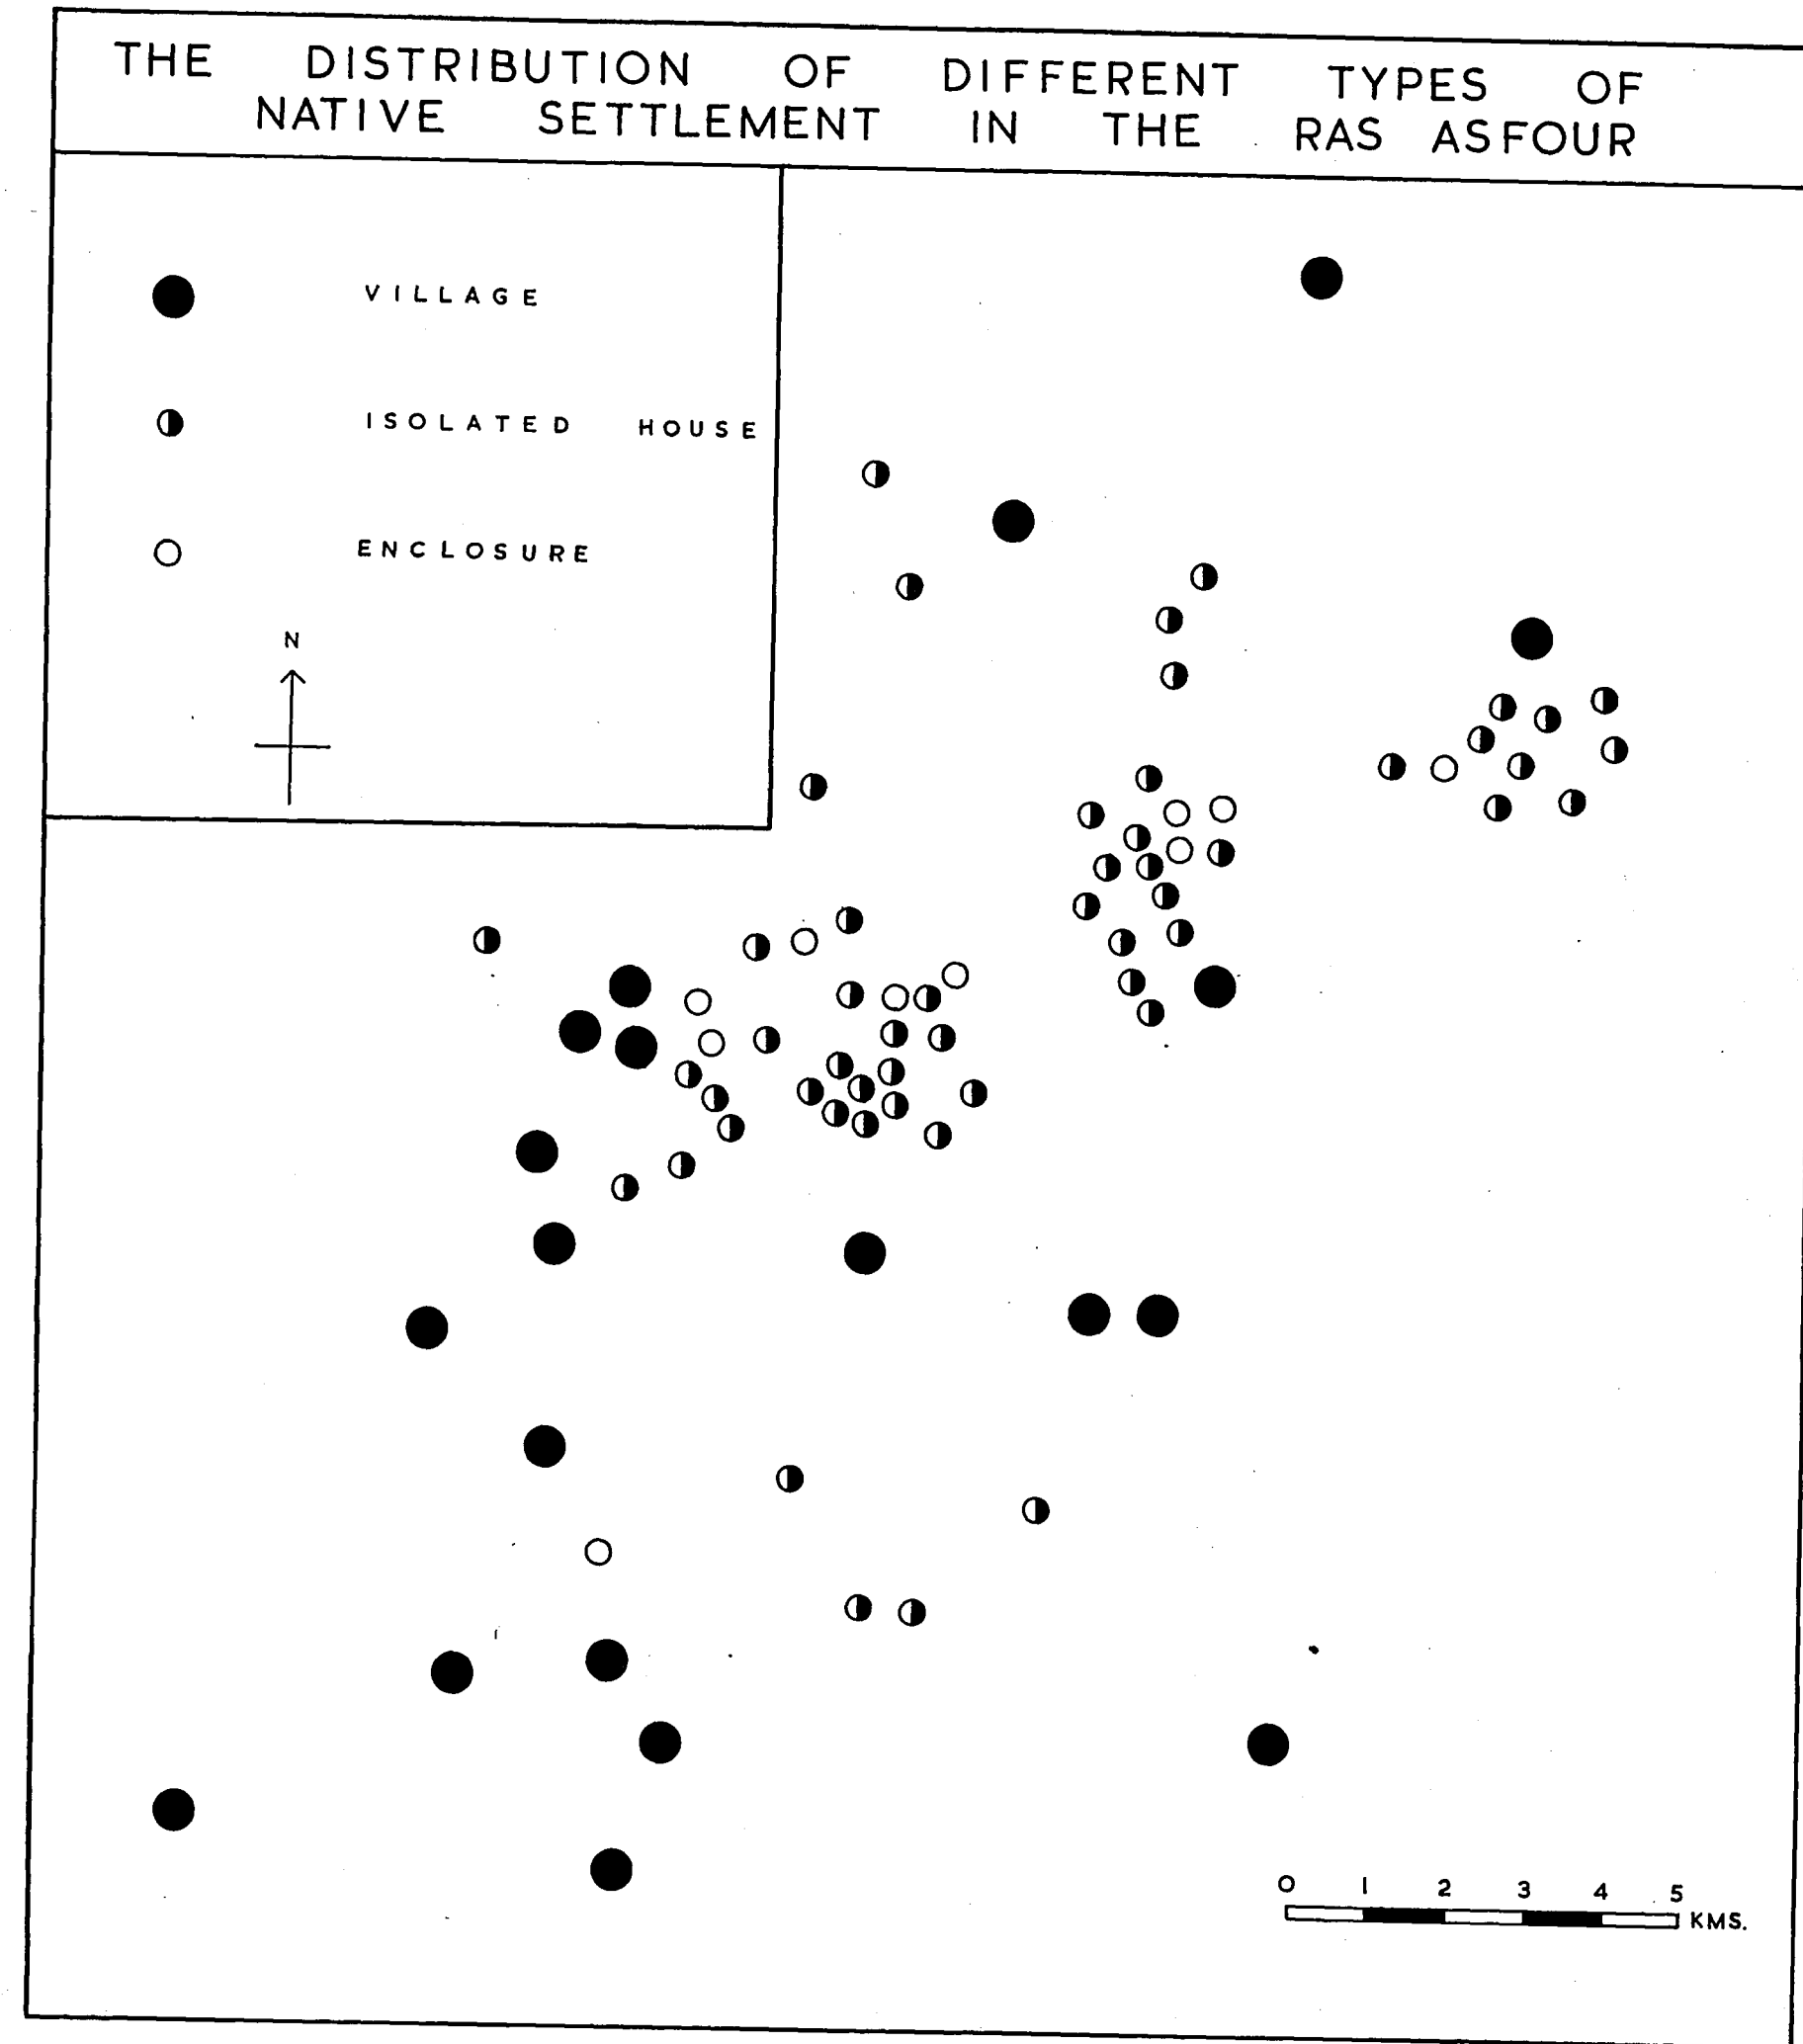 THE DISTRIBUTION OF DIFFERENT TYPES OF
NATIVE SETTLEMENT IN THE RAS ASFOUR
VILLAGE
ISOLATED HOUSE
ENCLOSURE
N
0 1 2 3 4 5
KMS.